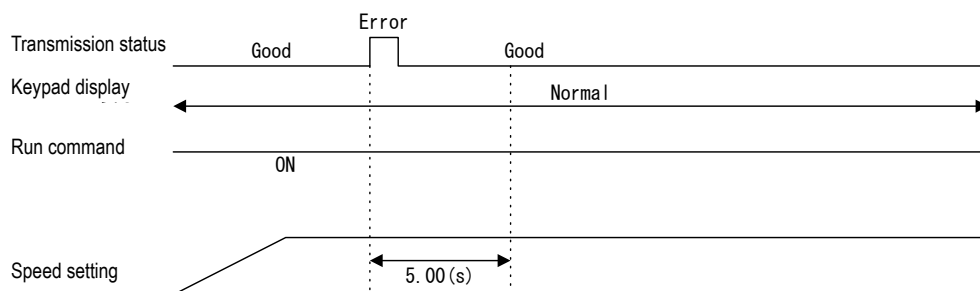 Error
Transmission status
Good
Good
Keypad display
Normal
Run command
ON
Speed setting
5.00(s)